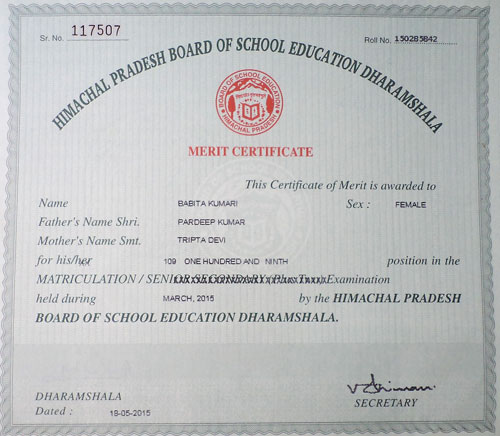 Sr. No. 117507
Roll No. 150285842
HIMACHAL PRADESH BOARD OF SCHOOL EDUCATION DHARAMSHALA
BOARD OF SCHOOL EDUCATION
HIMACHAL PRADESH
MERIT CERTIFICATE
This Certificate of Merit is awarded to
Name BABITA KUMARI Sex : FEMALE
Father's Name Shri. PARDEEP KUMAR
Mother's Name Smt. TRIPTA DEVI
for his/her 109 ONE HUNDRED AND NINTH position in the
MATRICULATION / SENIOR SECONDARY (Plus Two) Examination
held during MARCH, 2015 by the HIMACHAL PRADESH
BOARD OF SCHOOL EDUCATION DHARAMSHALA.
DHARAMSHALA
Dated : 18-05-2015
SECRETARY